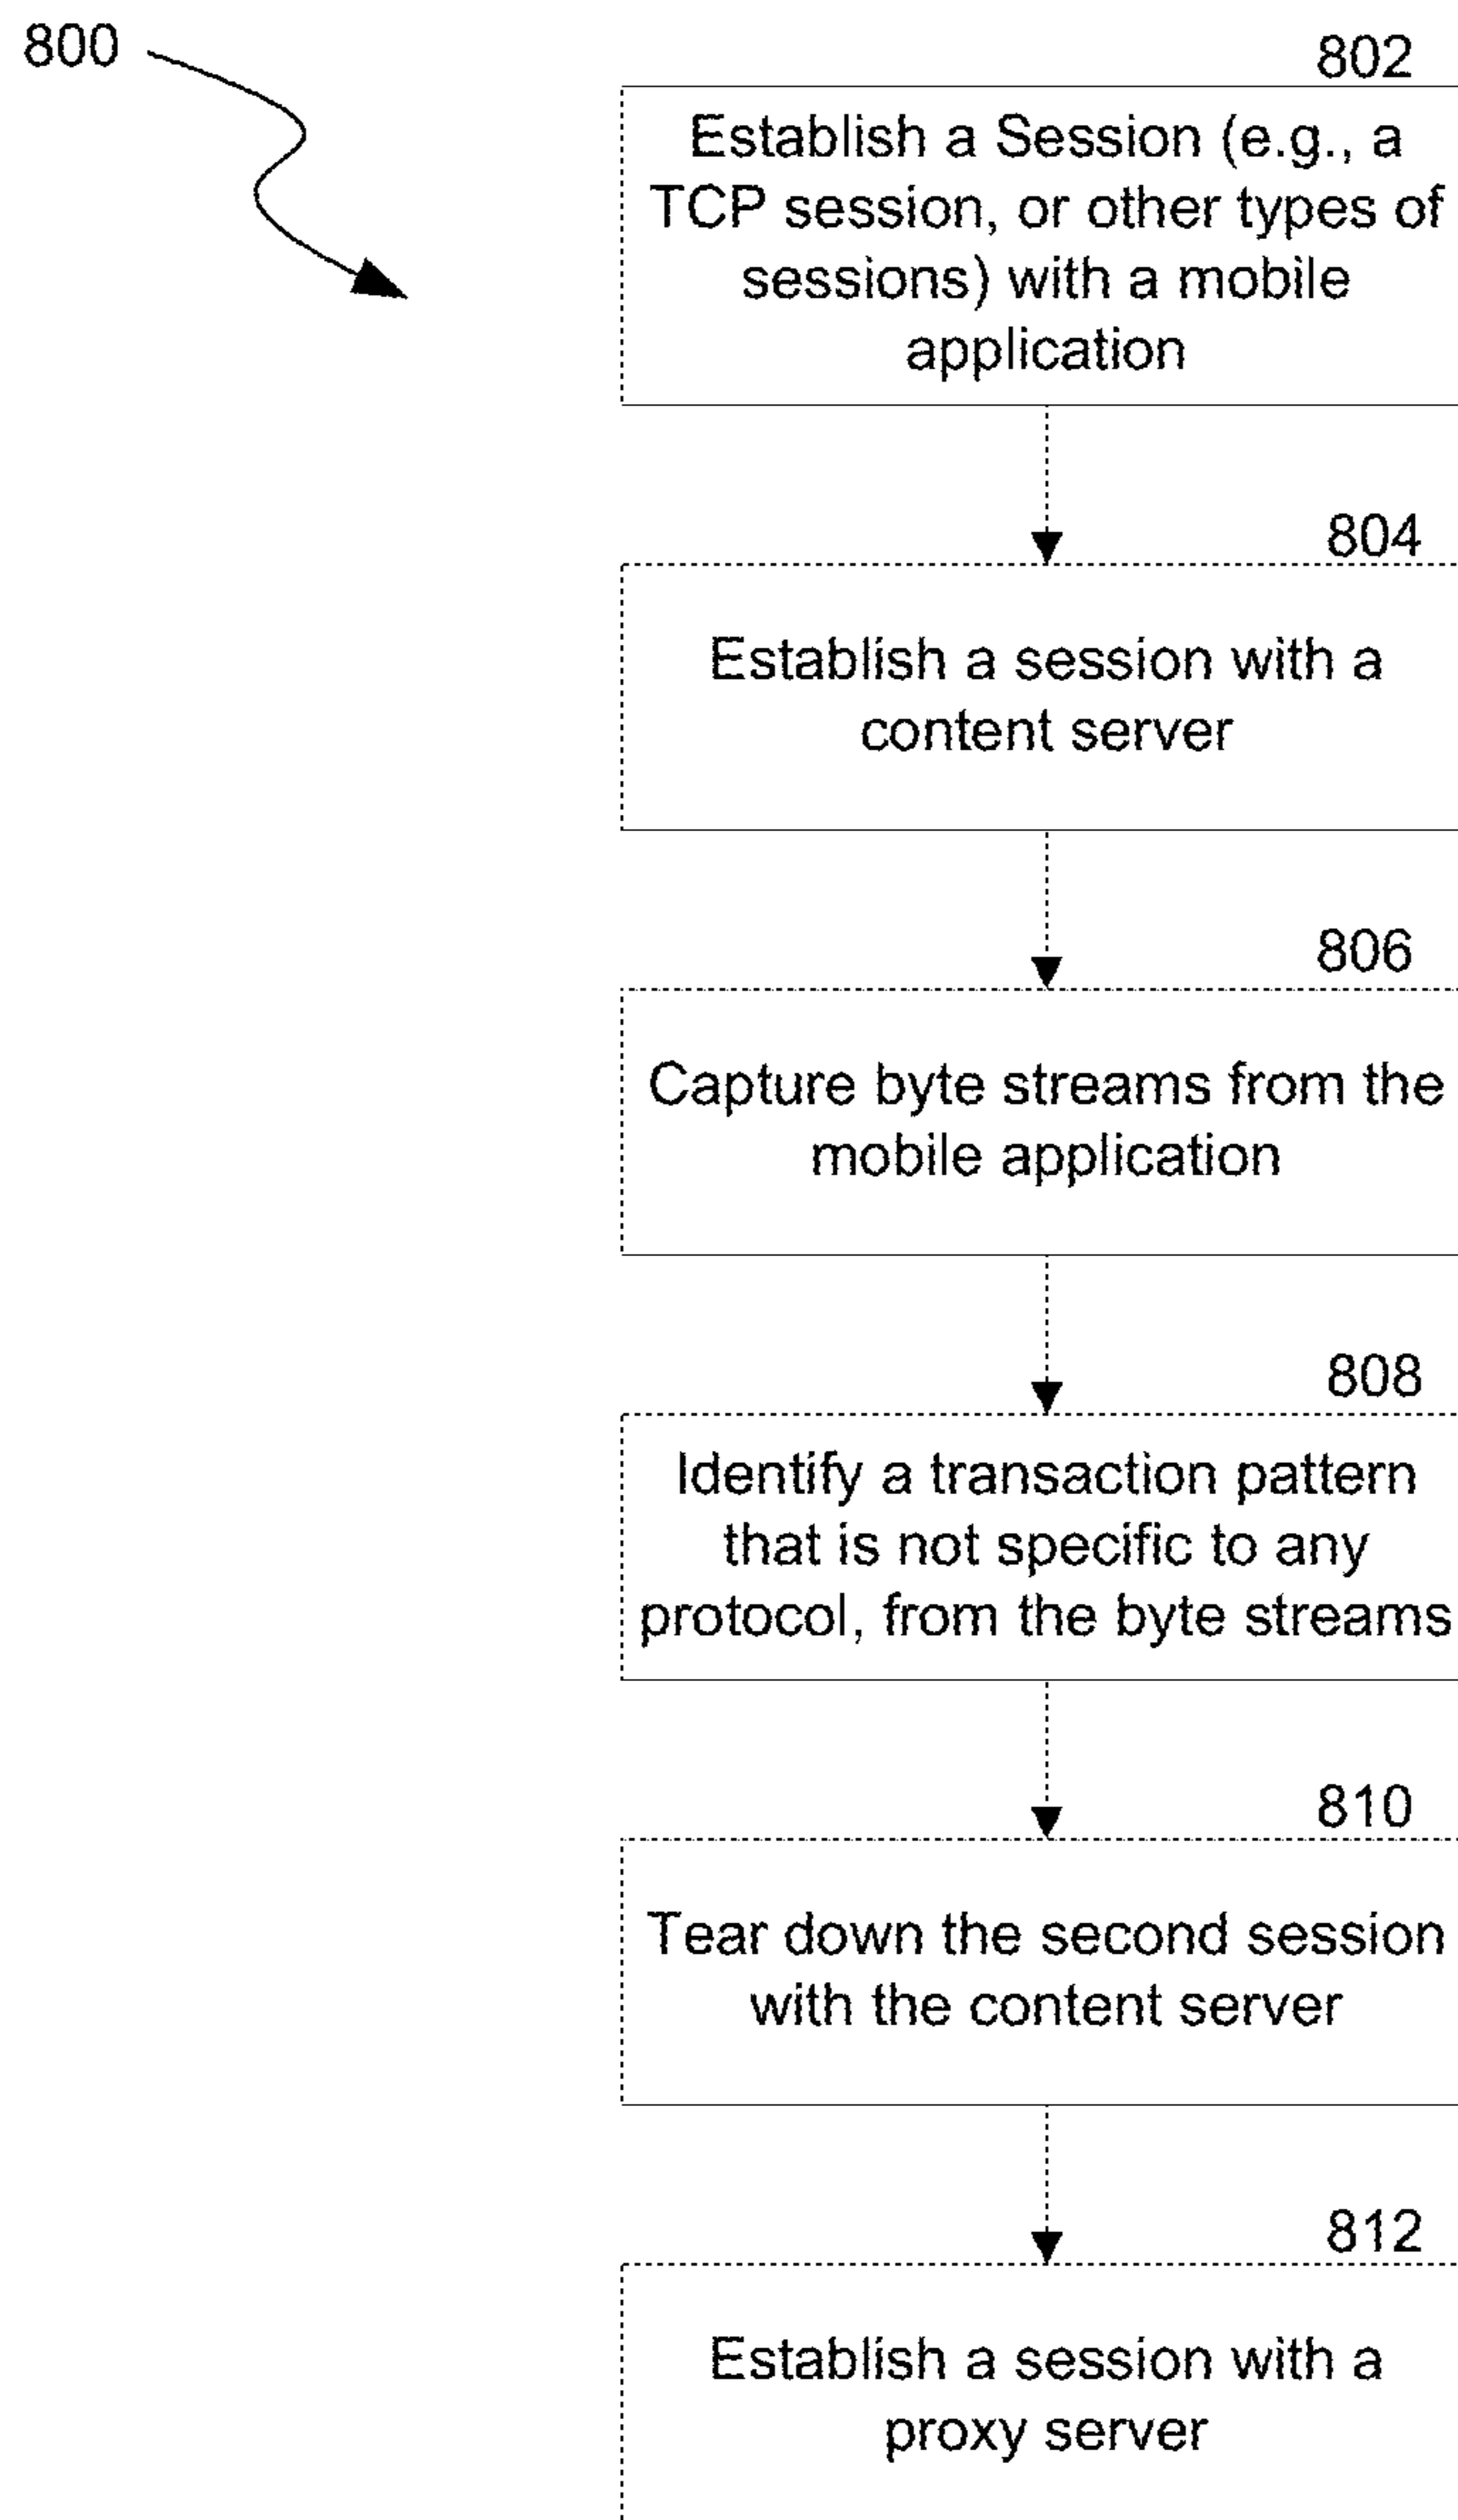 800
802
Establish a Session (e.g., a
TCP session, or other types of
sessions) with a mobile
application
804
Establish a session with a
content server
806
Capture byte streams from the
mobile application
808
Identify a transaction pattern
that is not specific to any
protocol, from the byte streams
810
Tear down the second session
with the content server
812
Establish a session with a
proxy server